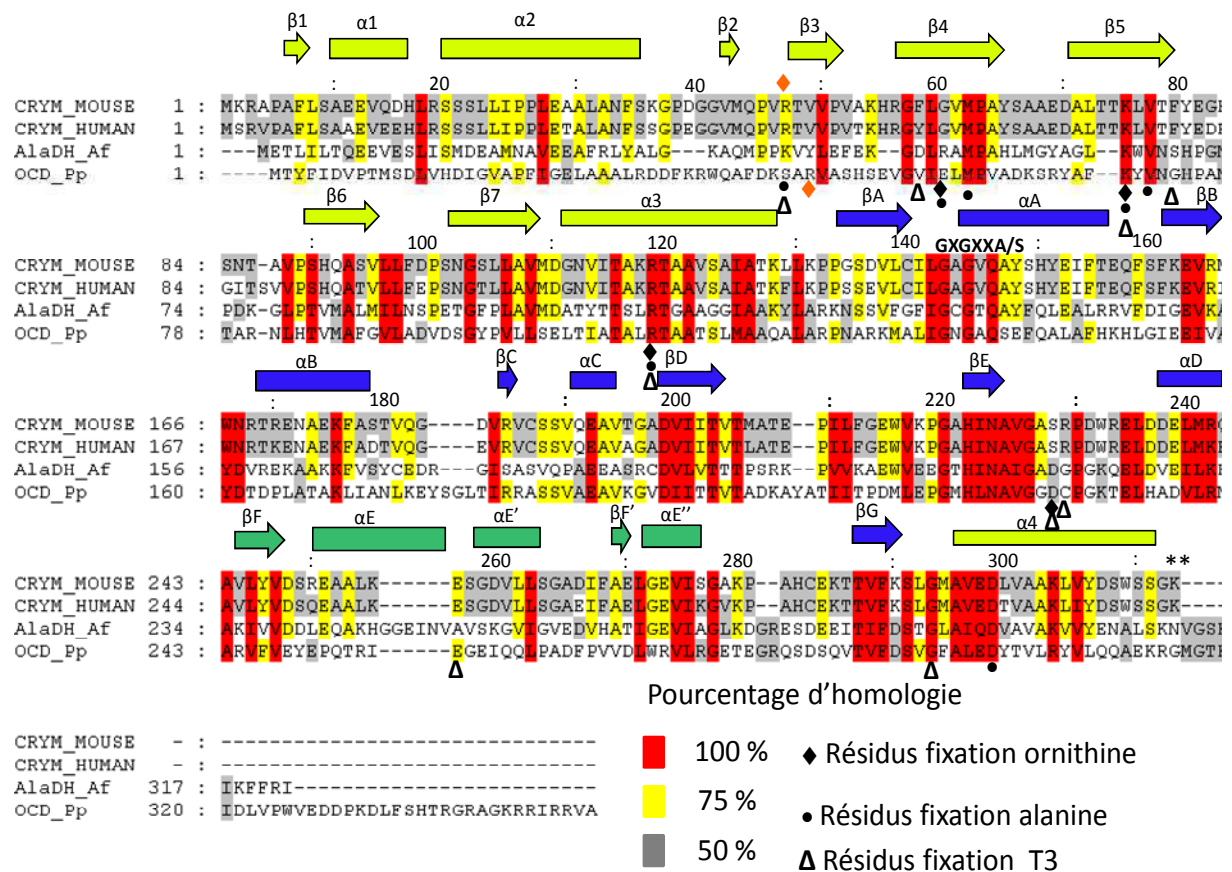 β1 α1 α2 β2 β3 β4 β5
20 40 60 80
CRYM_MOUSE 1 : MKRAPAFLSAEEVQDHLRSSSLLIPPLEAALANFSKGPDGGVMQPVRTVVPVAKHRGFLGVMPAYSAAEDALTTKLVTFYEG
CRYM_HUMAN 1 : MSRVPAFLSAAEVEEHLRSSSLLIPPLETALANFSSGPEGGVMQPVRTVVPVTKHRGYLGVMPAYSAAEDALTTKLVTFYED
AlaDH_Af 1 : ---METLILTQEEVESLISMDEAMNAVEEAFRLYALG---KAQMPPKVYLEFEK-GDLRAMPAHLMGYAGL--KWVNSHPG
OCD_Pp 1 : ---MTYFIDVPTMSDLVHDIGVAPFIGELAAALRDDFKRWQAFDKSARVASHSEVGVIELMPVADKSRYAF--KYVNGHPA
Δ Δ Δ Δ
β6 β7 α3 βA αA βB
100 120 140 GXGXXA/S 160
CRYM_MOUSE 84 : SNT-AVPSHQASVLLFDPSNGSLLAVMDGNVITAKRTAAVSAIATKLLKPPGSDVLCILGAGVQAYSHYEIFTEQFSFKEVR
CRYM_HUMAN 84 : GITSVVPSHQATVLLFEPSNGTLLAVMDGNVITAKRTAAVSAIATKFLKPPSSEVLCILGAGVQAYSHYEIFTEQFSFKEVR
AlaDH_Af 74 : PDK-GLPTVMALMILNSPETGFPLAVMDATYTTSLRTGAAGGIAAKYLARKNSSVFGFIGCGTQAYFQLEALRRVFDIGEVK
OCD_Pp 78 : TAR-NLHTVMAFGVLADVDSGYPVLLSELTIATALRTAATSLMAAQALARPNARKMALIGNGAQSEFQALAFHKHLGIEEIV
Δ
αB βC αC βD βE αD
180 200 220 240
CRYM_MOUSE 166 : WNRTRENAEKFASTVQG----DVRVCSSVQEAVTGADVIITVTMATE--PILFGEWVKPGAHINAVGASRPDWRELDDELMR
CRYM_HUMAN 167 : WNRTKENAEKFADTVQG----EVRVCSSVQEAVAGADVIITVTLATE--PILFGEWVKPGAHINAVGASRPDWRELDDELMK
AlaDH_Af 156 : YDVREKAAKKFVSYCEDR---GISASVQPAEEASRCDVLVTTTPSRK--PVVKAEWVEEGTHINAIGADGPGKQELDVEILK
OCD_Pp 160 : YDTDPLATAKLIANLKEYSGLTIRRASSVAEAVKGVDIITTVTADKAYATIITPDMLEPGMHLNAVGGDCPGKTELHADVLR
Δ Δ
βF αE αE' βF' αE'' βG α4
260 280 300 **
CRYM_MOUSE 243 : AVLYVDSREAALK------ESGDVLLSGADIFAELGEVISGAKP--AHCEKTTVFKSLGMAVEDLVAAKLVYDSWSSGK---
CRYM_HUMAN 244 : AVLYVDSQEAALK------ESGDVLLSGAEIFAELGEVIKGVKP--AHCEKTTVFKSLGMAVEDTVAAKLIYDSWSSGK---
AlaDH_Af 234 : AKIVVDDLEQAKHGGEINVAVSKGVIGVEDVHATIGEVIAGLKDGRESDEEITIFDSTGLAIQDVAVAKVVYENALSKNVGS
OCD_Pp 243 : ARVFVEYEPQTRI------EGEIQQLPADFPVVDLWRVLRGETEGRQSDSQVTVFDSVGFALEDYTVLRYVLQQAEKRGMGT
Δ Δ
Pourcentage d'homologie
CRYM_MOUSE - : ------------------------------------
CRYM_HUMAN - : ------------------------------------
AlaDH_Af 317 : IKFFRI------------------------------
OCD_Pp 320 : IDLVPWVEDDPKDLFSHTRGRAGKRRIRRVA
100 % ♦ Résidus fixation ornithine
75 % • Résidus fixation alanine
50 % Δ Résidus fixation T3